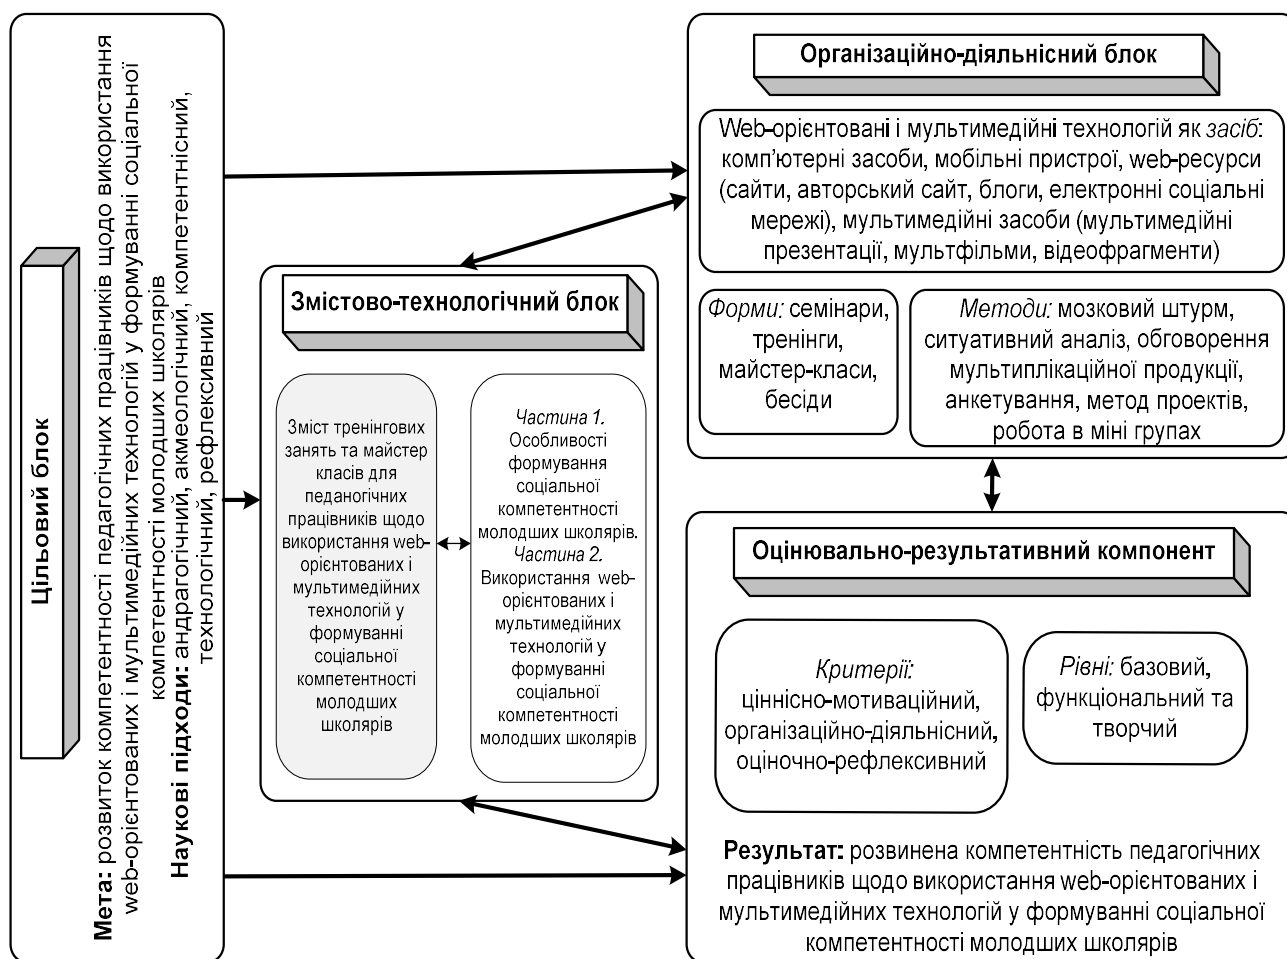 Цільовий блок
Мета: розвиток компетентності педагогічних працівників щодо використання
web-орієнтованих і мультимедійних технологій у формуванні соціальної
компетентності молодших школярів
Наукові підходи: андрагогічний, акмеологічний, компетентнісний,
технологічний, рефлексивний
Змістово-технологічний блок
Зміст тренінгових
занять та майстер
класів для
педаногічних
працівників щодо
використання web-
орієнтованих і
мультимедійних
технологій у
формуванні
соціальної
компетентності
молодших
школярів
Частина 1.
Особливості
формування
соціальної
компетентності
молодших школярів.
Частина 2.
Використання web-
орієнтованих і
мультимедійних
технологій у
формуванні
соціальної
компетентності
молодших школярів
Організаційно-діяльнісний блок
Web-орієнтовані і мультимедійні технологій як засіб:
комп’ютерні засоби, мобільні пристрої, web-ресурси
(сайти, авторський сайт, блоги, електронні соціальні
мережі), мультимедійні засоби (мультимедійні
презентації, мультфільми, відеофрагменти)
Форми: семінари,
тренінги,
майстер-класи,
бесіди
Методи: мозковий штурм,
ситуативний аналіз, обговорення
мультиплікаційної продукції,
анкетування, метод проектів,
робота в міні групах
Оцінювально-результативний компонент
Критерії:
ціннісно-мотиваційний,
організаційно-діяльнісний,
оціночно-рефлексивний
Рівні: базовий,
функціональний та
творчий
Результат: розвинена компетентність педагогічних
працівників щодо використання web-орієнтованих і
мультимедійних технологій у формуванні соціальної
компетентності молодших школярів